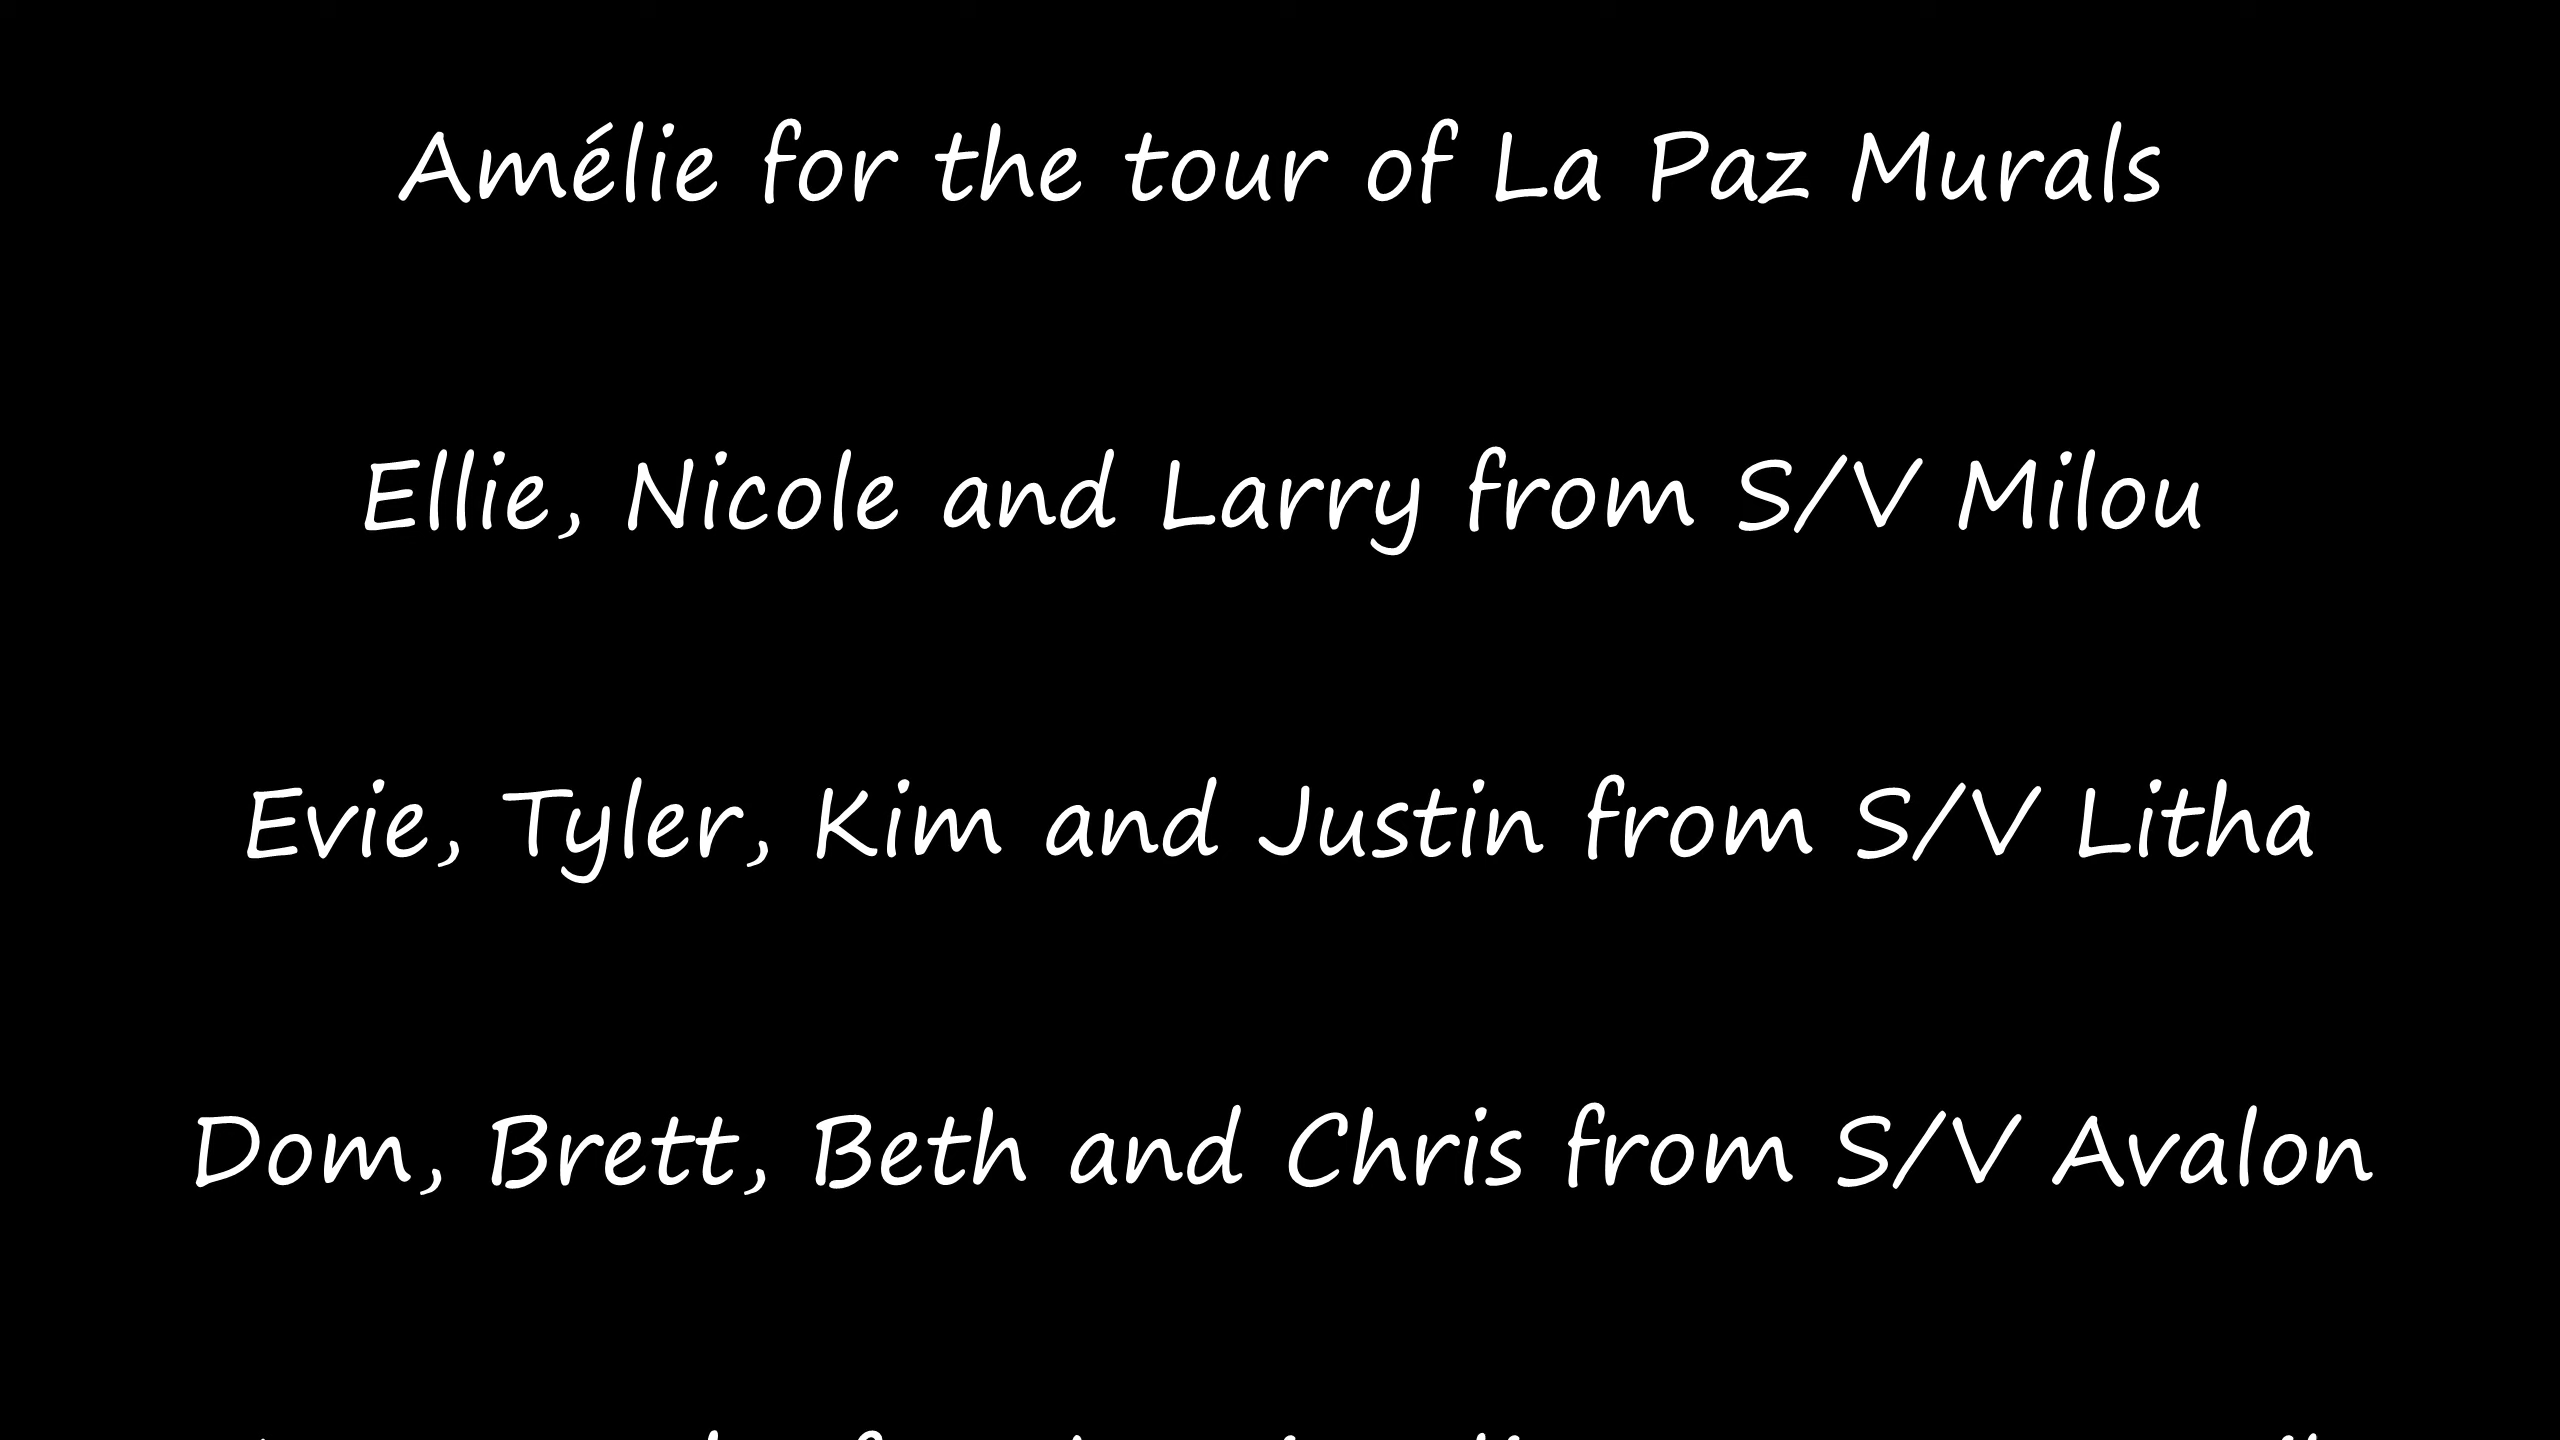 Amélie for the tour of La Paz Murals
Ellie, Nicole and Larry from S/V Milou
Evie, Tyler, Kim and Justin from S/V Litha
Dom, Brett, Beth and Chris from S/V Avalon